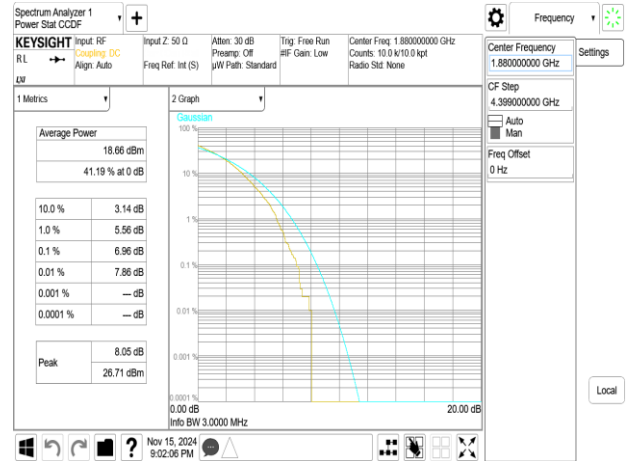 Spectrum Analyzer 1
Power Stat CCDF
Frequency
KEYSIGHT
RL
Input: RF
Coupling: DC
Align: Auto
Input Z: 50 Ω
Freq Ref: Int (S)
Atten: 30 dB
Preamp: Off
µW Path: Standard
Trig: Free Run
#IF Gain: Low
Center Freq: 1.880000000 GHz
Counts: 10.0 k/10.0 kpt
Radio Std: None
Center Frequency
1.880000000 GHz
Settings
CF Step
4.399000000 GHz
Auto
Man
Freq Offset
0 Hz
1 Metrics
2 Graph
Average Power
18.66 dBm
41.19 % at 0 dB
10.0 % 3.14 dB
1.0 % 5.56 dB
0.1 % 6.96 dB
0.01 % 7.86 dB
0.001 % --- dB
0.0001 % --- dB
Peak
8.05 dB
26.71 dBm
Gaussian
100 %
10 %
1 %
0.1 %
0.01 %
0.001 %
0.0001 %
0.00 dB 20.00 dB
Info BW 3.0000 MHz
Local
Nov 15, 2024
9:02:06 PM